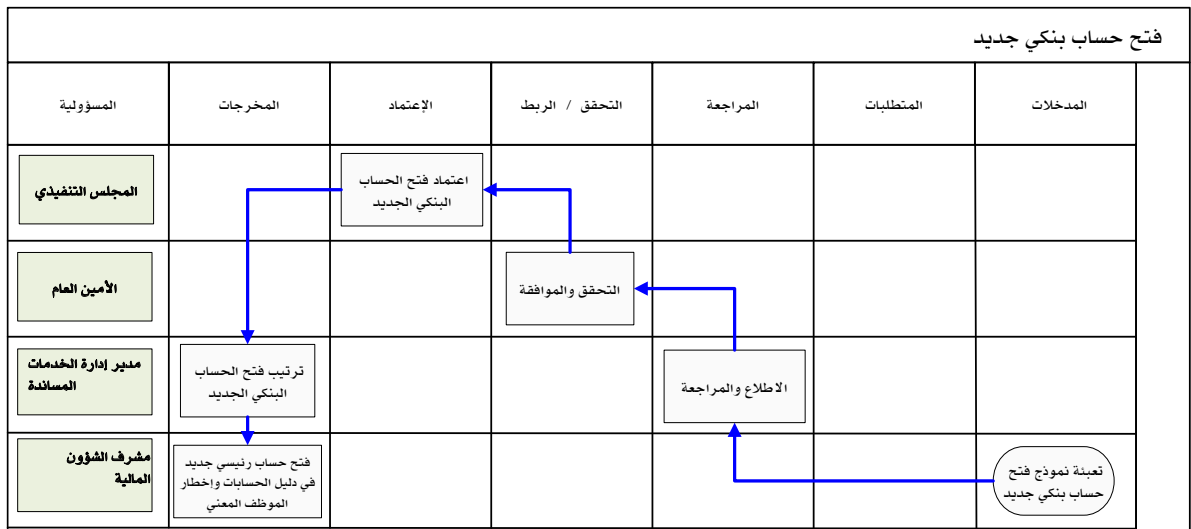 فتح حساب بنكي جديد
المدخلات
المتطلبات
المراجعة
التحقق / الربط
الإعتماد
المخرجات
المسؤولية
اعتماد فتح الحساب
البنكي الجديد
المجلس التنفيذي
التحقق والموافقة
الأمين العام
الاطلاع والمراجعة
ترتيب فتح الحساب
البنكي الجديد
مدير إدارة الخدمات
المساندة
تعبئة نموذج فتح
حساب بنكي جديد
فتح حساب رئيسي جديد
في دليل الحسابات وإخطار
الموظف المعني
مشرف الشؤون
المالية